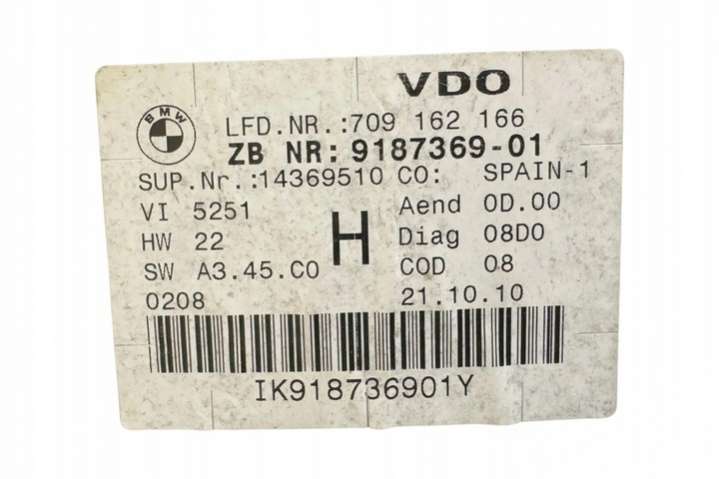 VDO
BMW
LFD.NR.:709 162 166
ZB NR:9187369-01
SUP.Nr.:14369510 CO: SPAIN-1
VI 5251 Aend 0D.00
HW 22 H Diag 08D0
SW A3.45.C0 COD 08
0208 21.10.10
IK918736901Y